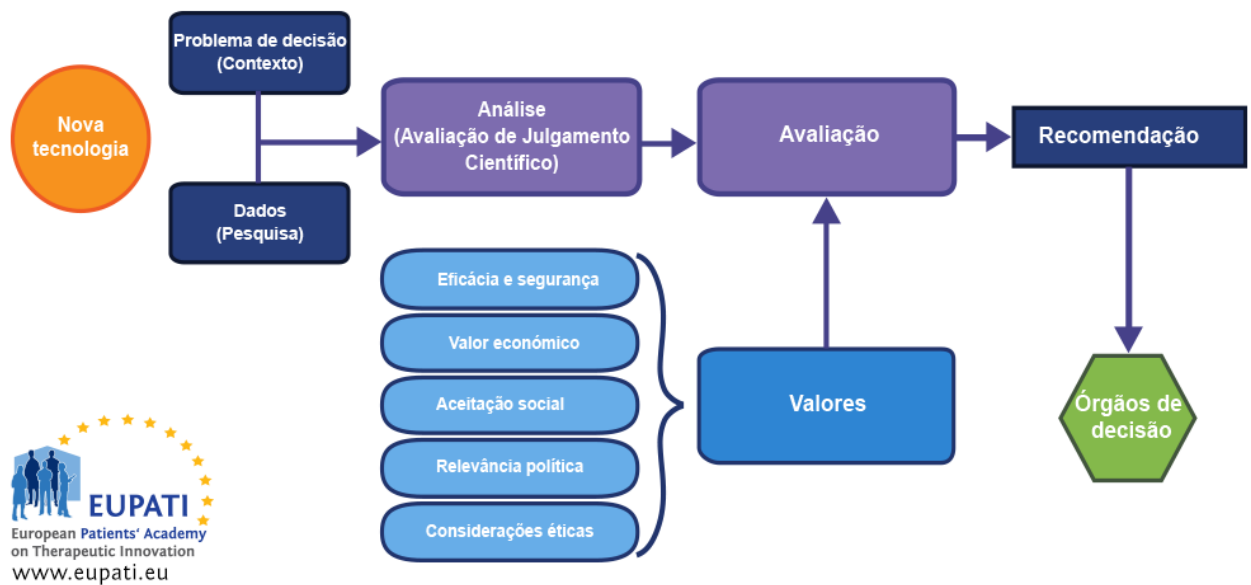 Nova
tecnologia
Problema de decisão
(Contexto)
Dados
(Pesquisa)
Análise
(Avaliação de Julgamento
Científico)
Avaliação
Recomendação
Eficácia e segurança
Valor económico
Aceitação social
Relevância política
Considerações éticas
Valores
Órgãos de
decisão
EUPATI
European Patients' Academy
on Therapeutic Innovation
www.eupati.eu